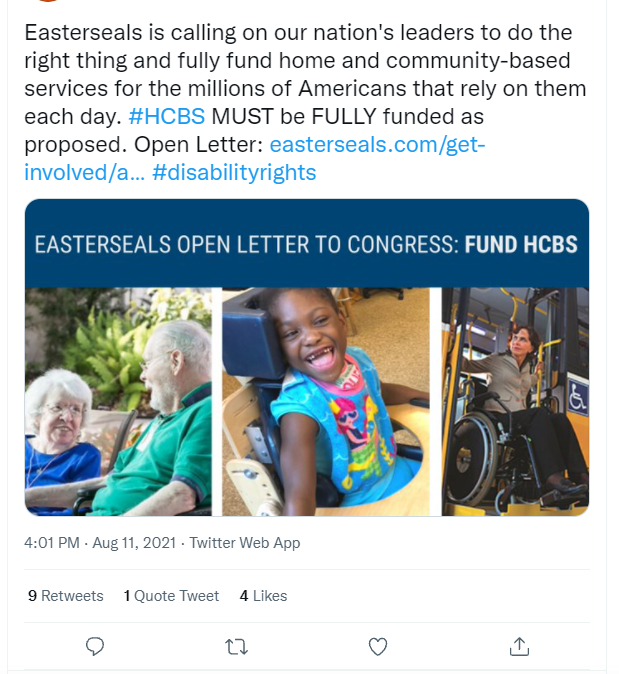 Easterseals is calling on our nation's leaders to do the
right thing and fully fund home and community-based
services for the millions of Americans that rely on them
each day. #HCBS MUST be FULLY funded as
proposed. Open Letter: easterseals.com/get-
involved/a... #disabilityrights
EASTERSEALS OPEN LETTER TO CONGRESS: FUND HCBS
4:01 PM · Aug 11, 2021 · Twitter Web App
9 Retweets 1 Quote Tweet 4 Likes